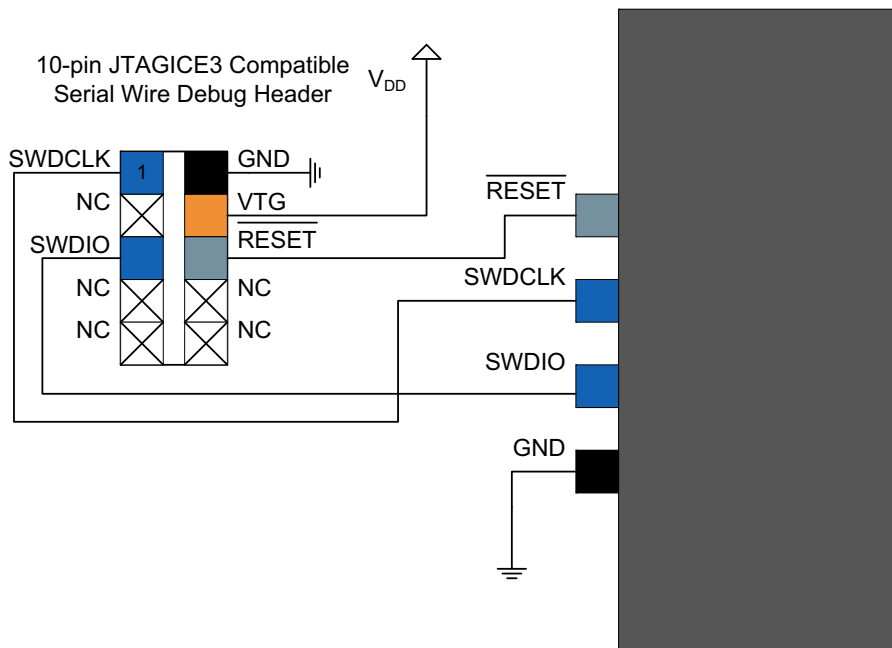 10-pin JTAGICE3 Compatible
Serial Wire Debug Header
VDD
SWDCLK
1
GND
NC
VTG
SWDIO
RESET
NC
NC
NC
NC
RESET
SWDCLK
SWDIO
GND